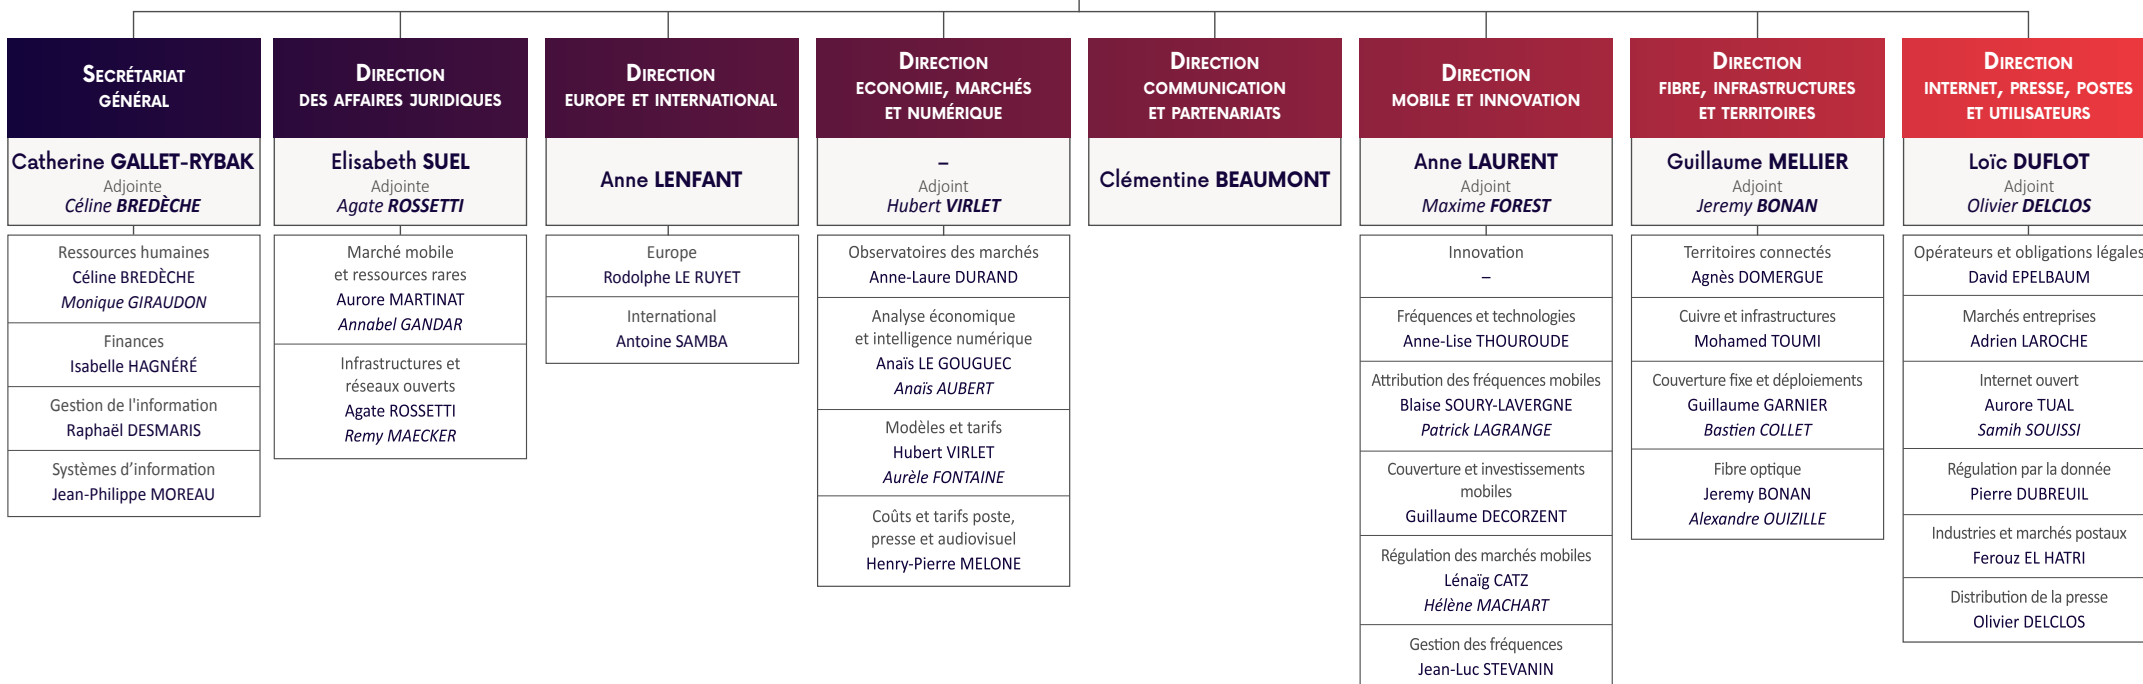 SECRÉTARIAT
GÉNÉRAL
Catherine GALLET-RYBAK
Adjointe
Céline BREDÈCHE
Ressources humaines
Céline BREDÈCHE
Monique GIRAUDON
Finances
Isabelle HAGNÉRÉ
Gestion de l'information
Raphaël DESMARIS
Systèmes d’information
Jean-Philippe MOREAU
DIRECTION
DES AFFAIRES JURIDIQUES
Elisabeth SUEL
Adjointe
Agate ROSSETTI
Marché mobile
et ressources rares
Aurore MARTINAT
Annabel GANDAR
Infrastructures et
réseaux ouverts
Agate ROSSETTI
Remy MAECKER
DIRECTION
EUROPE ET INTERNATIONAL
Anne LENFANT
Europe
Rodolphe LE RUYET
International
Antoine SAMBA
DIRECTION
ECONOMIE, MARCHÉS
ET NUMÉRIQUE
–
Adjoint
Hubert VIRLET
Observatoires des marchés
Anne-Laure DURAND
Analyse économique
et intelligence numérique
Anaïs LE GOUGUEC
Anaïs AUBERT
Modèles et tarifs
Hubert VIRLET
Aurèle FONTAINE
Coûts et tarifs poste,
presse et audiovisuel
Henry-Pierre MELONE
DIRECTION
COMMUNICATION
ET PARTENARIATS
Clémentine BEAUMONT
DIRECTION
MOBILE ET INNOVATION
Anne LAURENT
Adjoint
Maxime FOREST
Innovation
–
Fréquences et technologies
Anne-Lise THOUROUDE
Attribution des fréquences mobiles
Blaise SOURY-LAVERGNE
Patrick LAGRANGE
Couverture et investissements
mobiles
Guillaume DECORZENT
Régulation des marchés mobiles
Lénaïg CATZ
Hélène MACHART
Gestion des fréquences
Jean-Luc STEVANIN
DIRECTION
FIBRE, INFRASTRUCTURES
ET TERRITOIRES
Guillaume MELLIER
Adjoint
Jeremy BONAN
Territoires connectés
Agnès DOMERGUE
Cuivre et infrastructures
Mohamed TOUMI
Couverture fixe et déploiements
Guillaume GARNIER
Bastien COLLET
Fibre optique
Jeremy BONAN
Alexandre OUIZILLE
DIRECTION
INTERNET, PRESSE, POSTES
ET UTILISATEURS
Loïc DUFLOT
Adjoint
Olivier DELCLOS
Opérateurs et obligations légales
David EPELBAUM
Marchés entreprises
Adrien LAROCHE
Internet ouvert
Aurore TUAL
Samih SOUISSI
Régulation par la donnée
Pierre DUBREUIL
Industries et marchés postaux
Ferouz EL HATRI
Distribution de la presse
Olivier DELCLOS